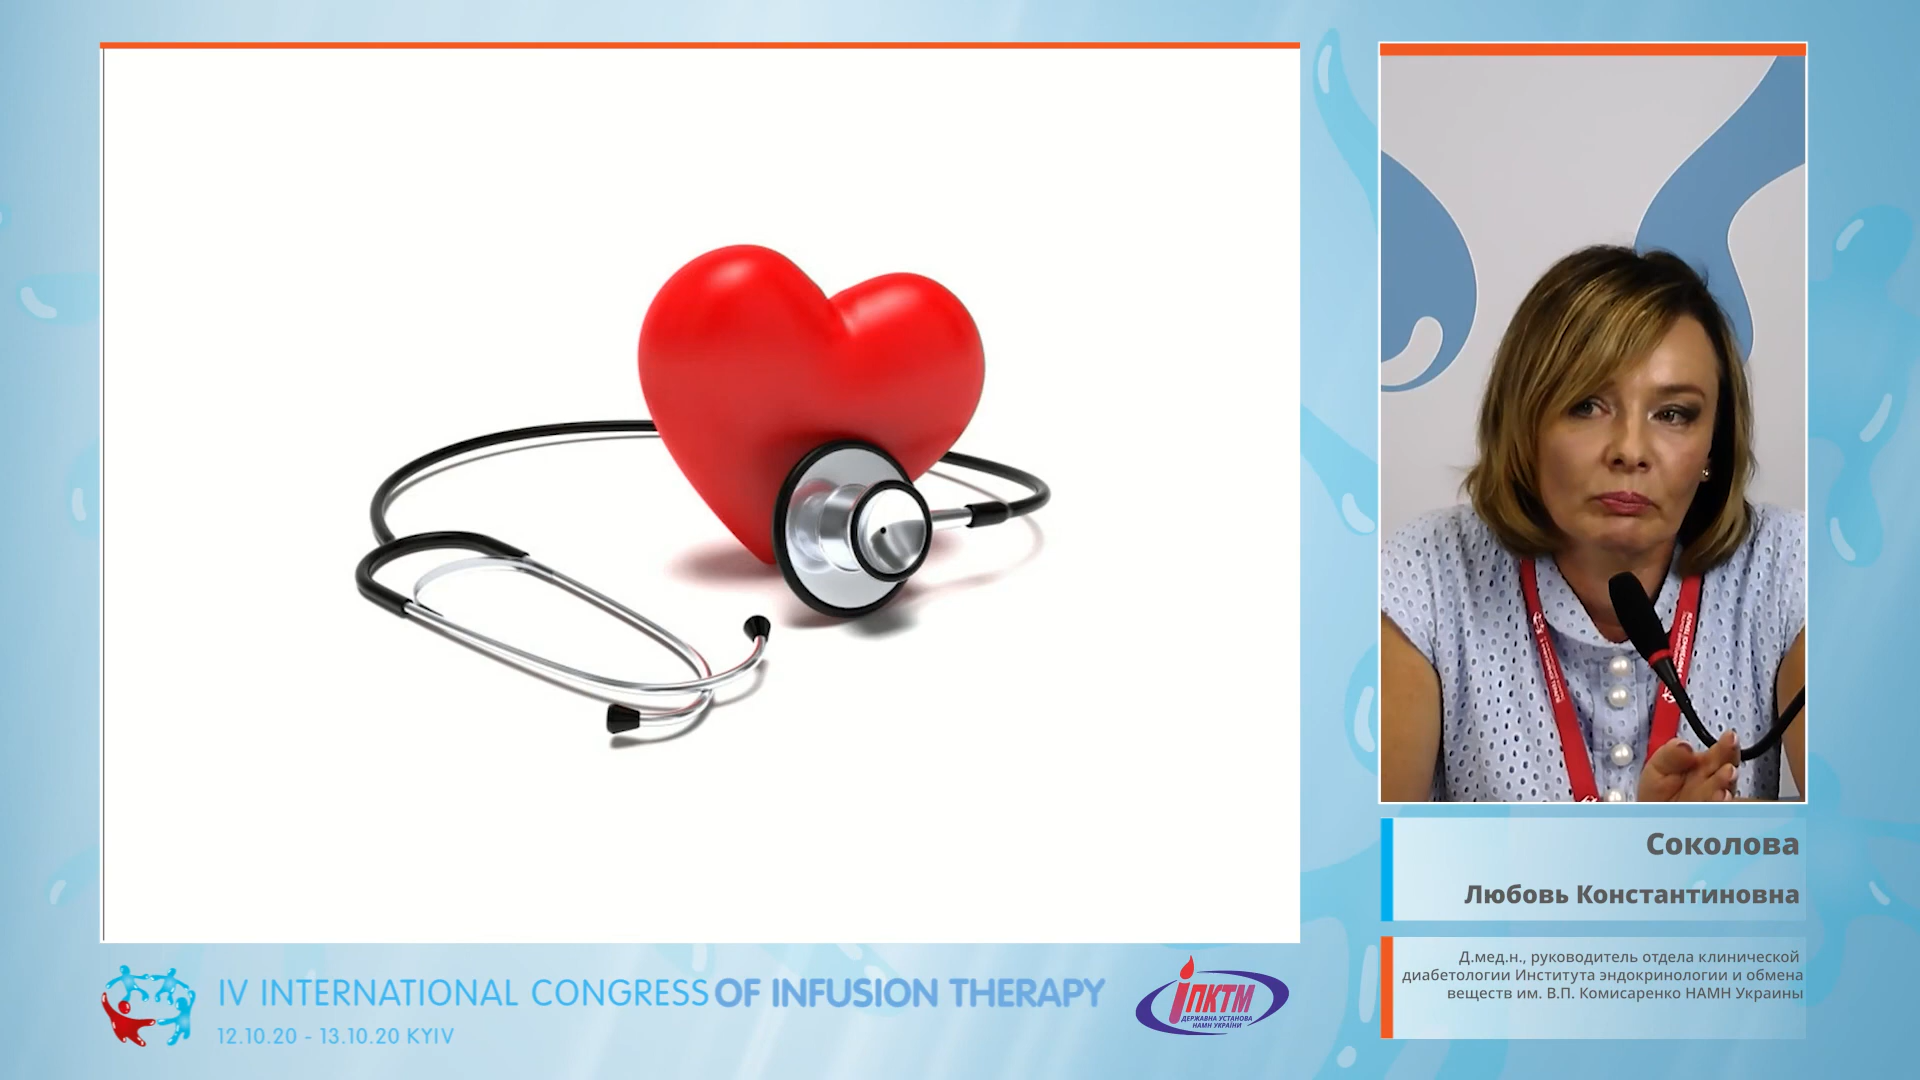 Соколова
Любовь Константиновна
Д.мед.н., руководитель отдела клинической
диабетологии Института эндокринологии и обмена
веществ им. В.П. Комисаренко НАМН Украины
IV INTERNATIONAL CONGRESS OF INFUSION THERAPY
12.10.20 - 13.10.20 KYIV
ІПКТМ
ДЕРЖАВНА УСТАНОВА
НАМН УКРАЇНИ